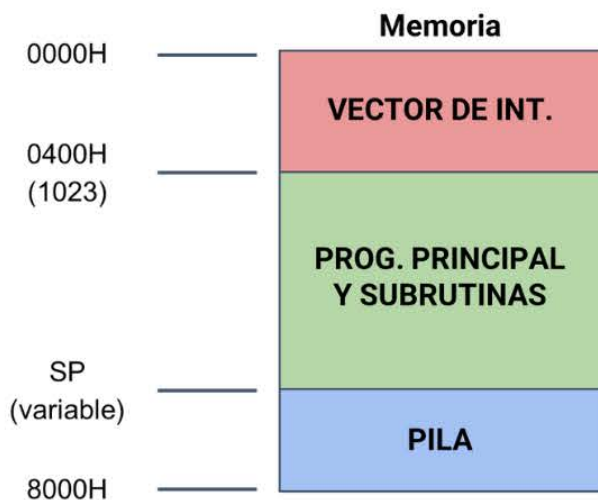 Memoria
0000H
VECTOR DE INT.
0400H
(1023)
PROG. PRINCIPAL
Y SUBRUTINAS
SP
(variable)
PILA
8000H